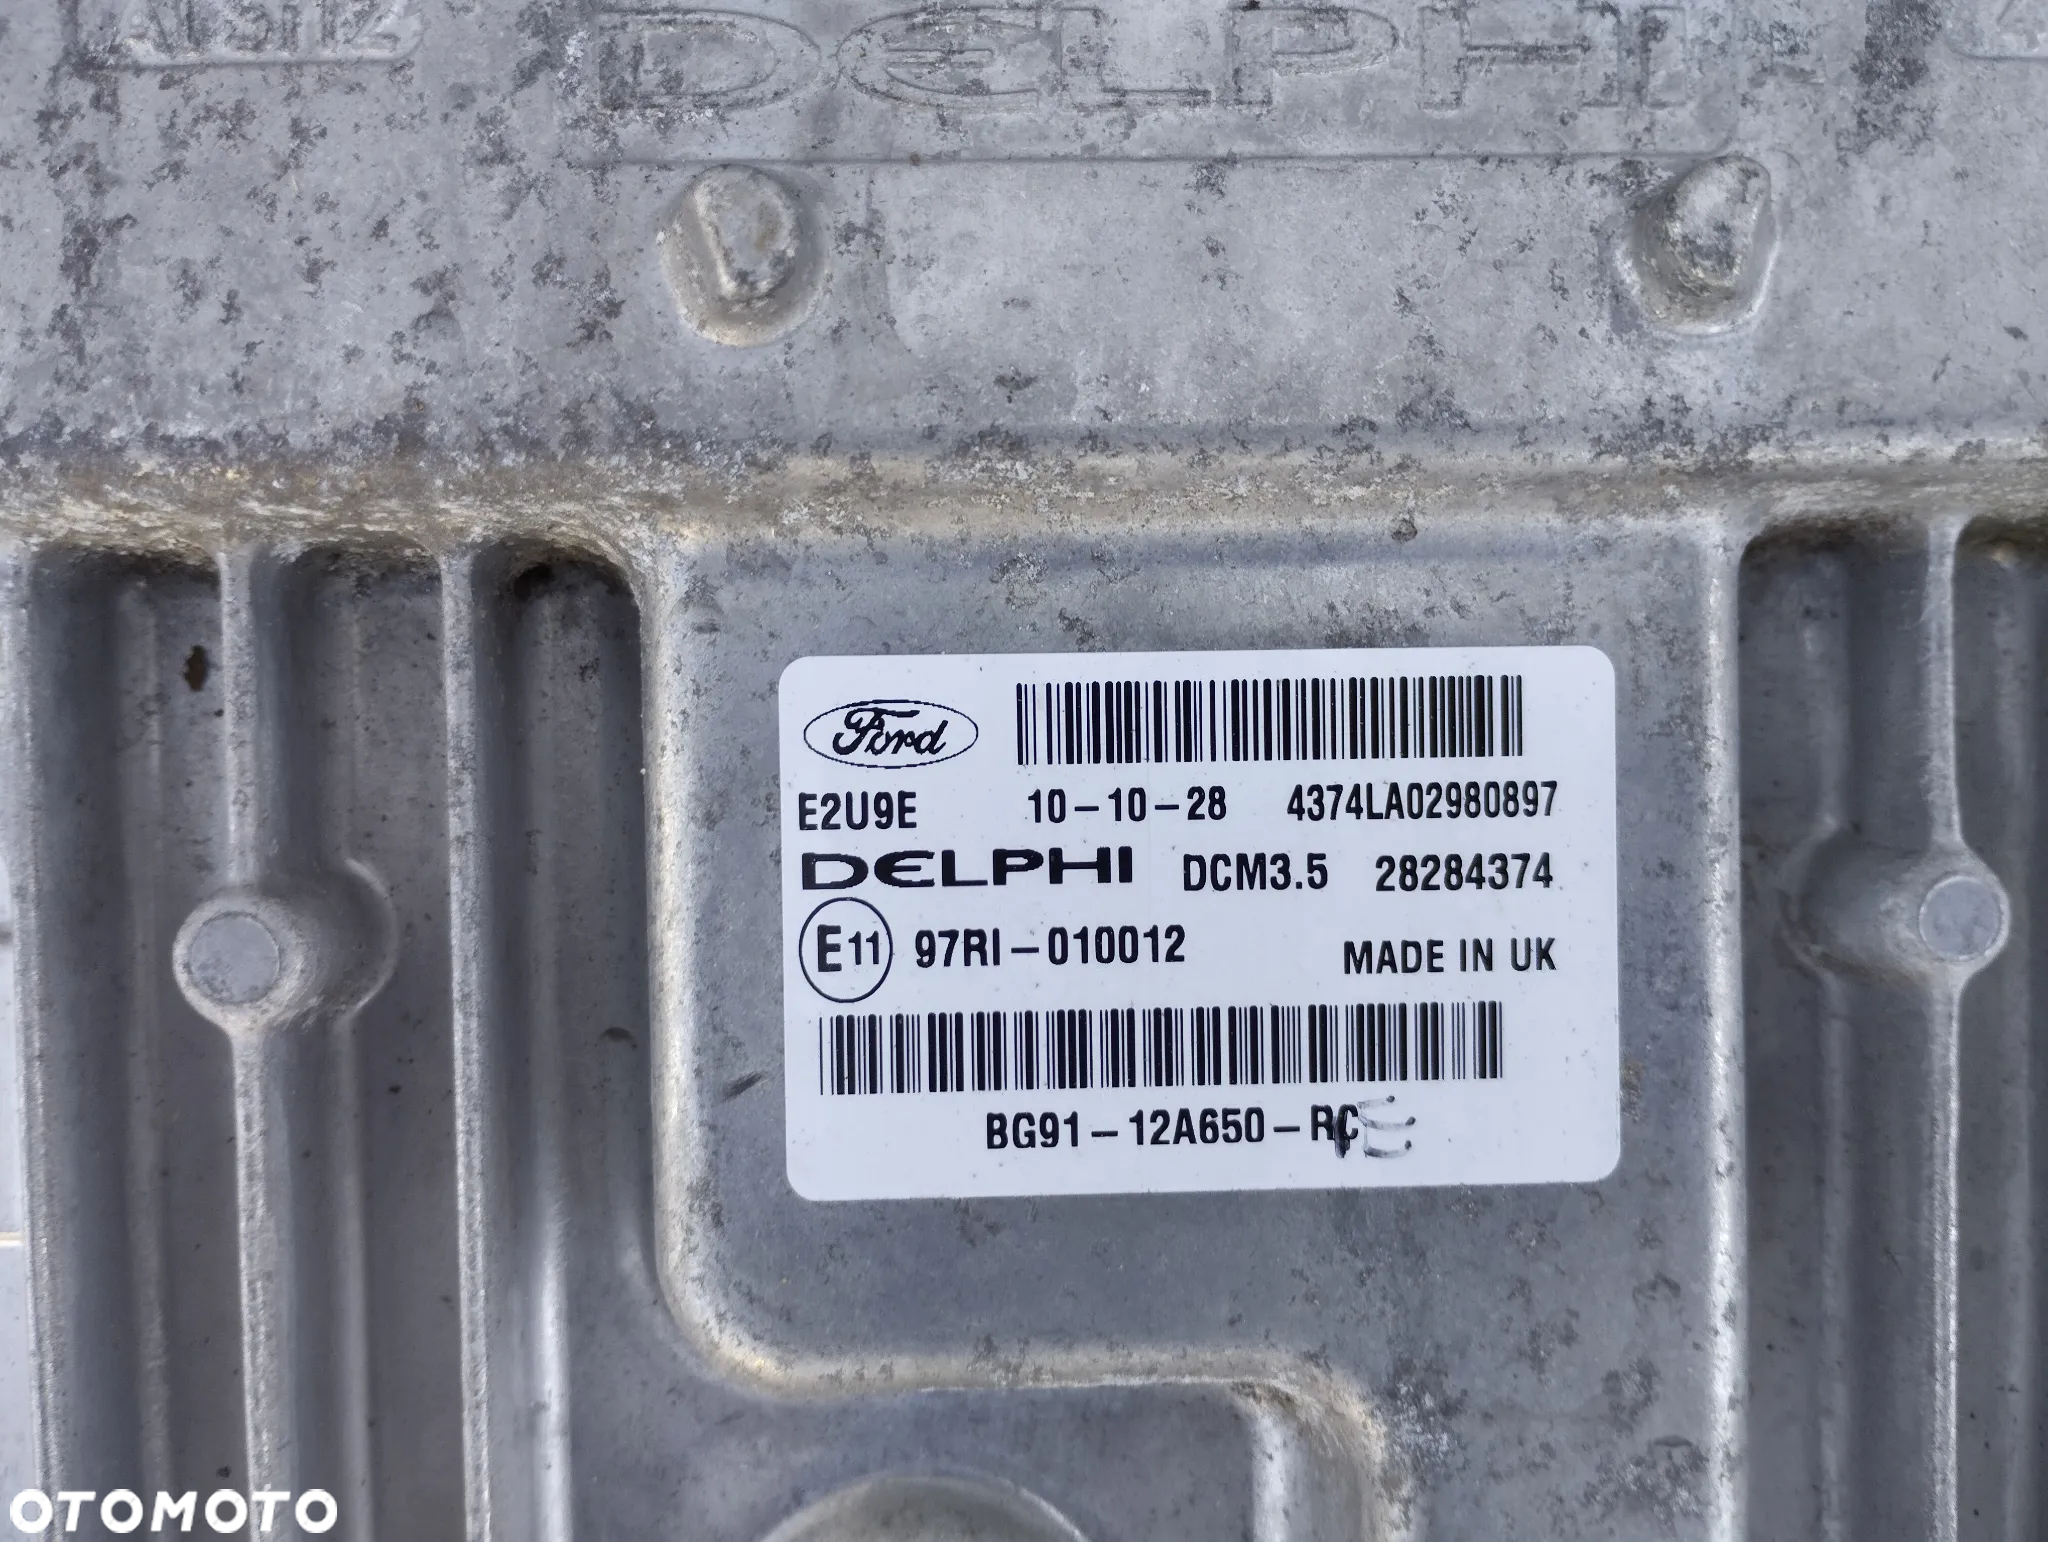 DELPHI
Ford
E2U9E 10-10-28 4374LA02980897
DELPHI DCM3.5 28284374
E11 97RI-010012 MADE IN UK
BG91-12A650-RC E
OTOMOTO